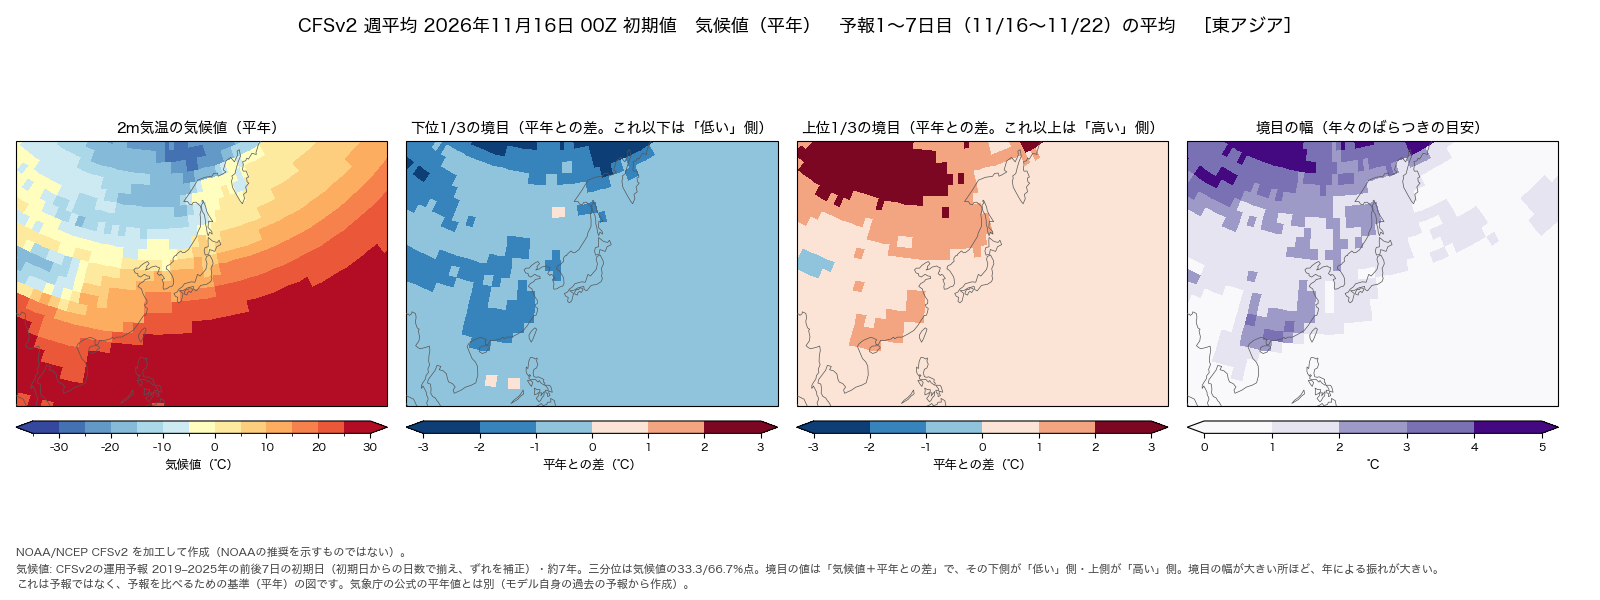 CFSv2 週平均 2026年11月16日 00Z 初期値　気候値（平年）　予報1～7日目（11/16～11/22）の平均　［東アジア］
2m気温の気候値（平年）
下位1/3の境目（平年との差。これ以下は「低い」側）
上位1/3の境目（平年との差。これ以上は「高い」側）
境目の幅（年々のばらつきの目安）
-30 -20 -10 0 10 20 30
気候値（℃）
-3 -2 -1 0 1 2 3
平年との差（℃）
-3 -2 -1 0 1 2 3
平年との差（℃）
0 1 2 3 4 5
℃
NOAA/NCEP CFSv2 を加工して作成（NOAAの推奨を示すものではない）。
気候値: CFSv2の運用予報 2019–2025年の前後7日の初期日（初期日からの日数で揃え、ずれを補正）・約7年。三分位は気候値の33.3/66.7%点。境目の値は「気候値＋平年との差」で、その下側が「低い」側・上側が「高い」側。境目の幅が大きい所ほど、年による振れが大きい。
これは予報ではなく、予報を比べるための基準（平年）の図です。気象庁の公式の平年値とは別（モデル自身の過去の予報から作成）。